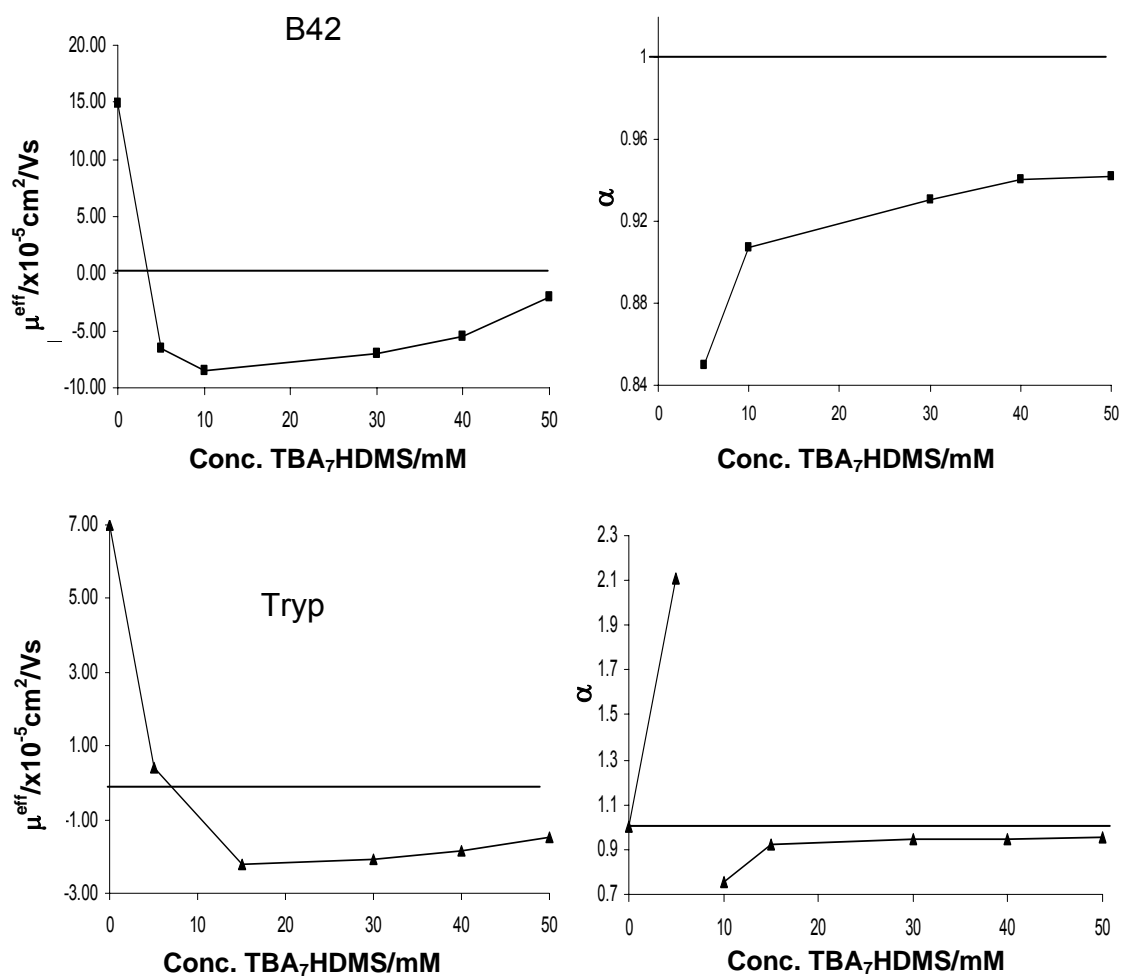 B42
20.00
15.00
10.00
5.00
0.00
-5.00
-10.00
µeff/x10-5cm2/Vs
0 10 20 30 40 50
Conc. TBA7HDMS/mM
1
0.96
0.92
0.88
0.84
α
0 10 20 30 40 50
Conc. TBA7HDMS/mM
Tryp
7.00
5.00
3.00
1.00
-1.00
-3.00
µeff/x10-5cm2/Vs
0 10 20 30 40 50
Conc. TBA7HDMS/mM
2.3
2.1
1.9
1.7
1.5
1.3
1.1
0.9
0.7
α
0 10 20 30 40 50
Conc. TBA7HDMS/mM